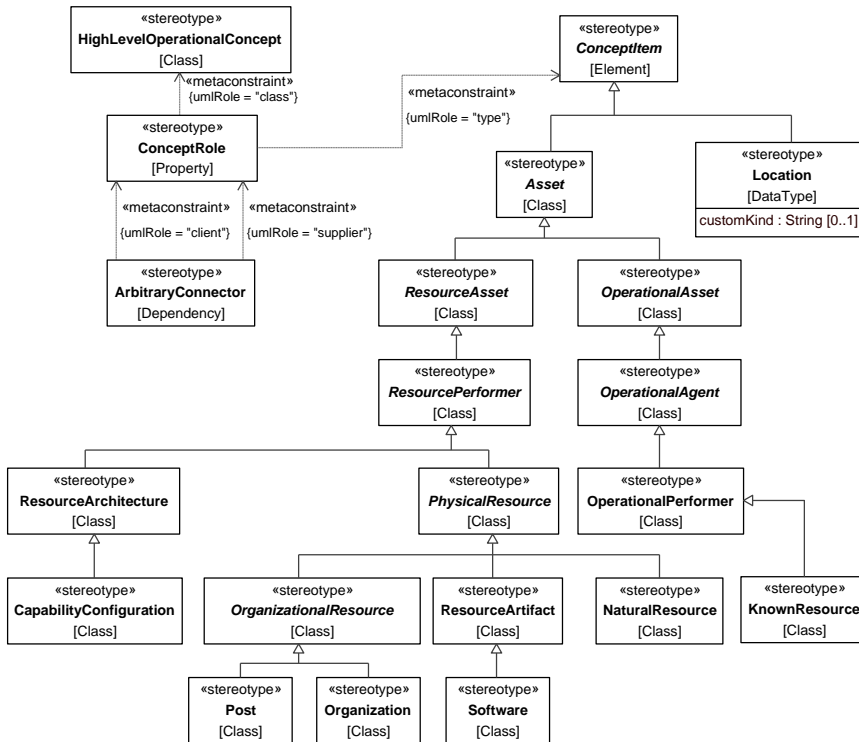 «stereotype»
HighLevelOperationalConcept
[Class]
«stereotype»
ConceptItem
[Element]
«metaconstraint»
{umlRole = "class"}
«metaconstraint»
{umlRole = "type"}
«stereotype»
ConceptRole
[Property]
«stereotype»
Asset
[Class]
«stereotype»
Location
[DataType]
customKind : String [0..1]
«metaconstraint»
{umlRole = "client"}
«metaconstraint»
{umlRole = "supplier"}
«stereotype»
ArbitraryConnector
[Dependency]
«stereotype»
ResourceAsset
[Class]
«stereotype»
OperationalAsset
[Class]
«stereotype»
ResourcePerformer
[Class]
«stereotype»
OperationalAgent
[Class]
«stereotype»
ResourceArchitecture
[Class]
«stereotype»
PhysicalResource
[Class]
«stereotype»
OperationalPerformer
[Class]
«stereotype»
CapabilityConfiguration
[Class]
«stereotype»
OrganizationalResource
[Class]
«stereotype»
ResourceArtifact
[Class]
«stereotype»
NaturalResource
[Class]
«stereotype»
KnownResource
[Class]
«stereotype»
Post
[Class]
«stereotype»
Organization
[Class]
«stereotype»
Software
[Class]